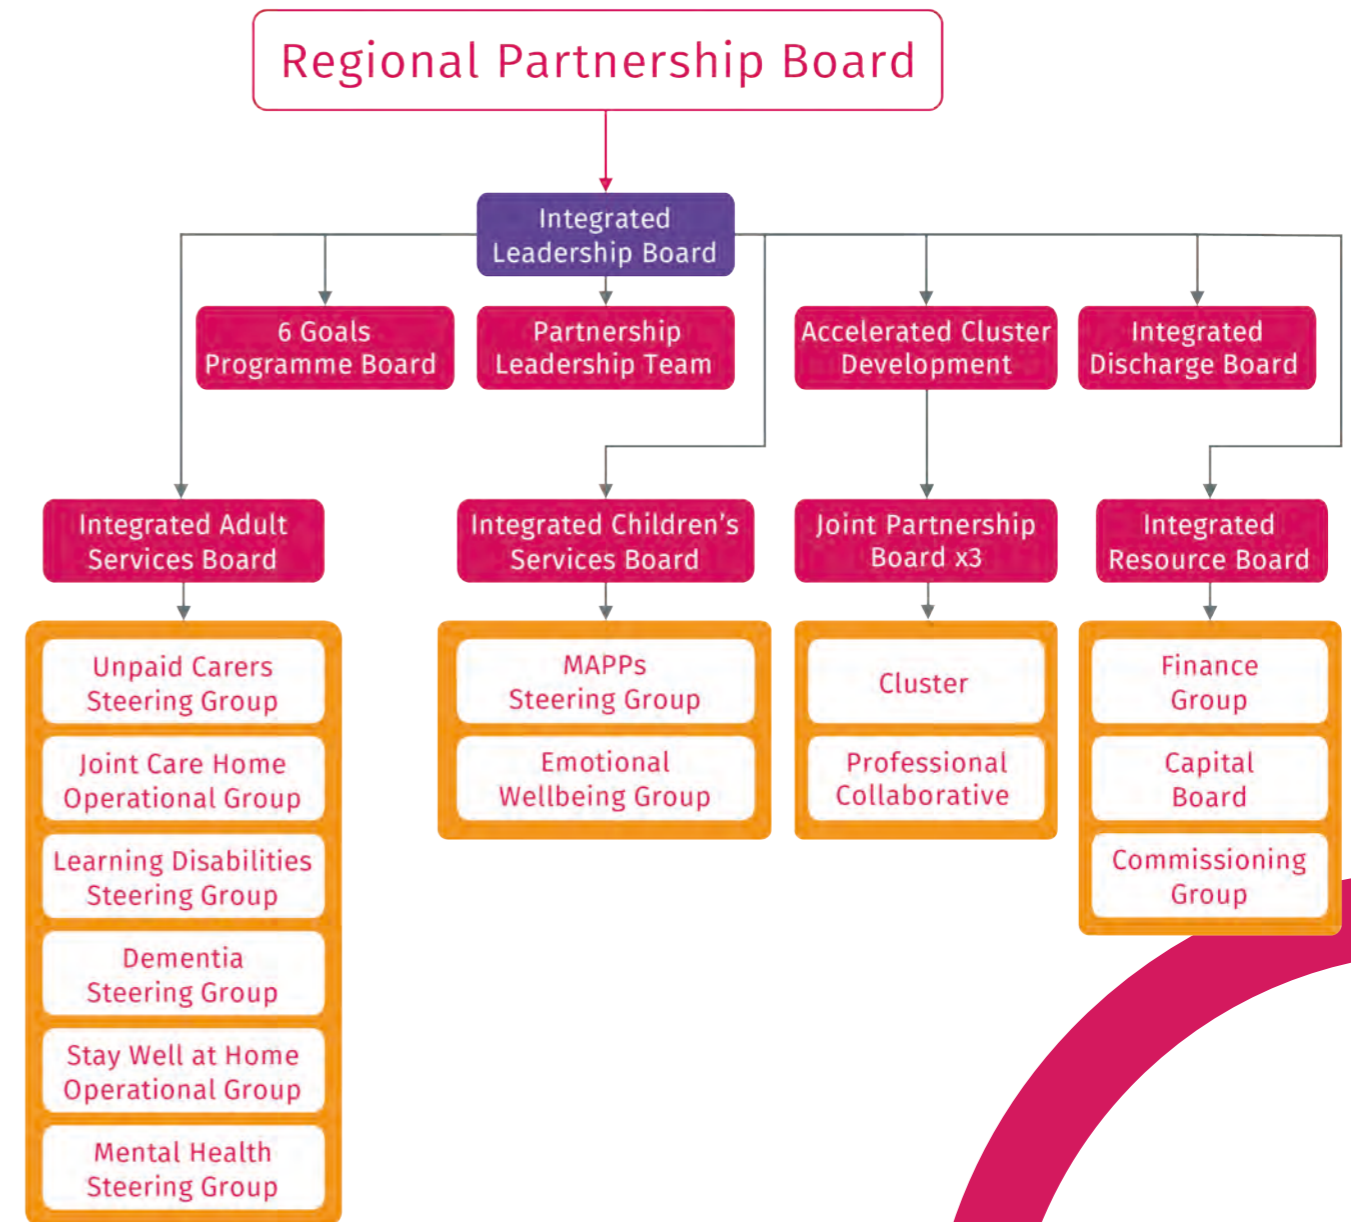 Regional Partnership Board
Integrated
Leadership Board
6 Goals
Programme Board
Partnership
Leadership Team
Accelerated Cluster
Development
Integrated
Discharge Board
Integrated Adult
Services Board
Integrated Children’s
Services Board
Joint Partnership
Board x3
Integrated
Resource Board
Unpaid Carers
Steering Group
Joint Care Home
Operational Group
Learning Disabilities
Steering Group
Dementia
Steering Group
Stay Well at Home
Operational Group
Mental Health
Steering Group
MAPPs
Steering Group
Emotional
Wellbeing Group
Cluster
Professional
Collaborative
Finance
Group
Capital
Board
Commissioning
Group